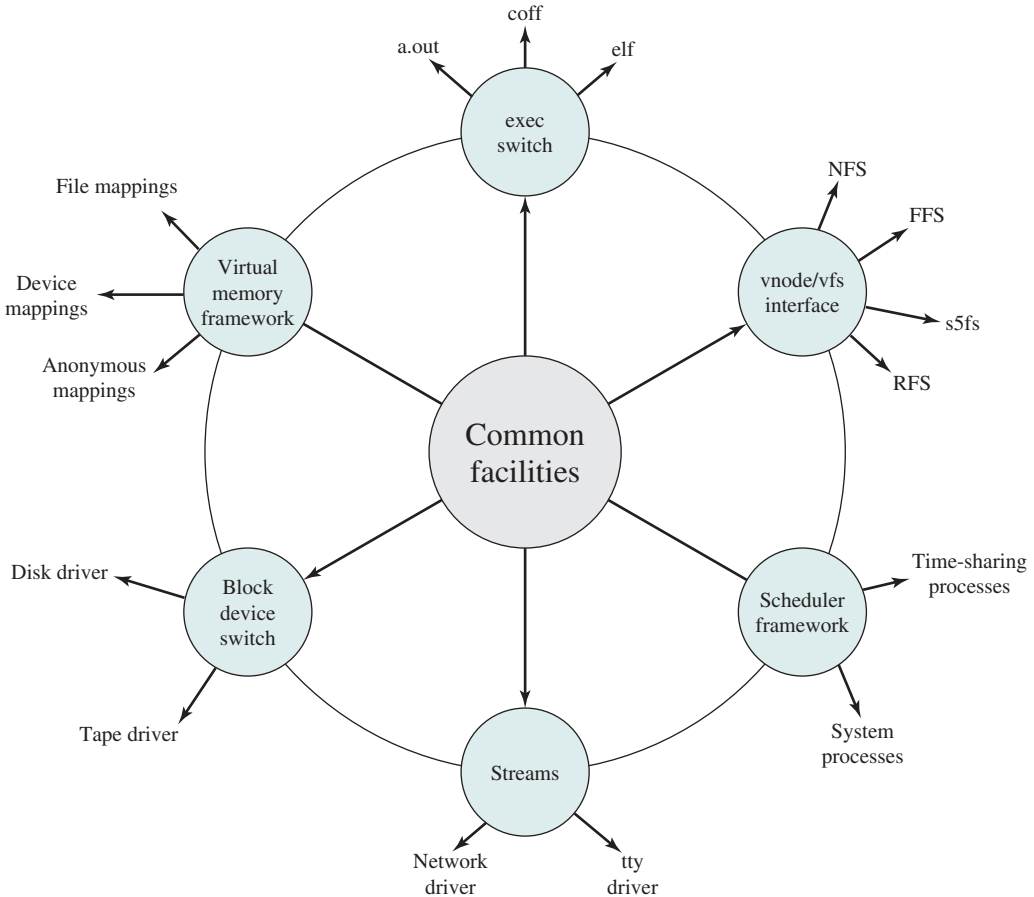 coff
a.out
elf
exec
switch
File mappings
NFS
FFS
Virtual
memory
framework
vnode/vfs
interface
Device
mappings
s5fs
Anonymous
mappings
RFS
Common
facilities
Disk driver
Block
device
switch
Scheduler
framework
Time-sharing
processes
Tape driver
System
processes
Streams
Network
driver
tty
driver